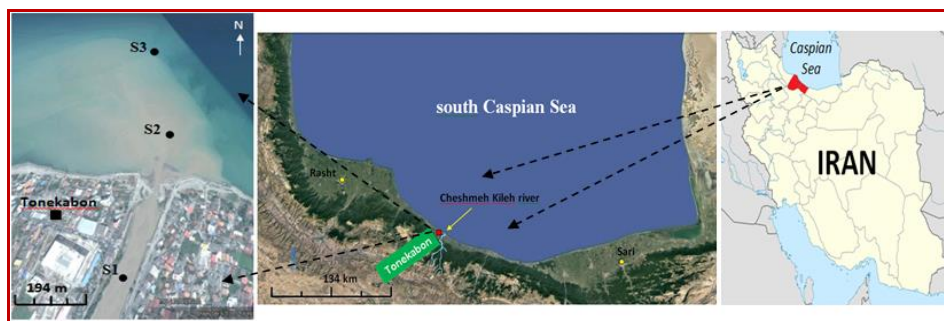 S3
N
S2
Tonekabon
S1
194 m
south Caspian Sea
Rasht
Cheshmeh Kileh river
Tonekabon
Sari
134 km
Caspian
Sea
IRAN